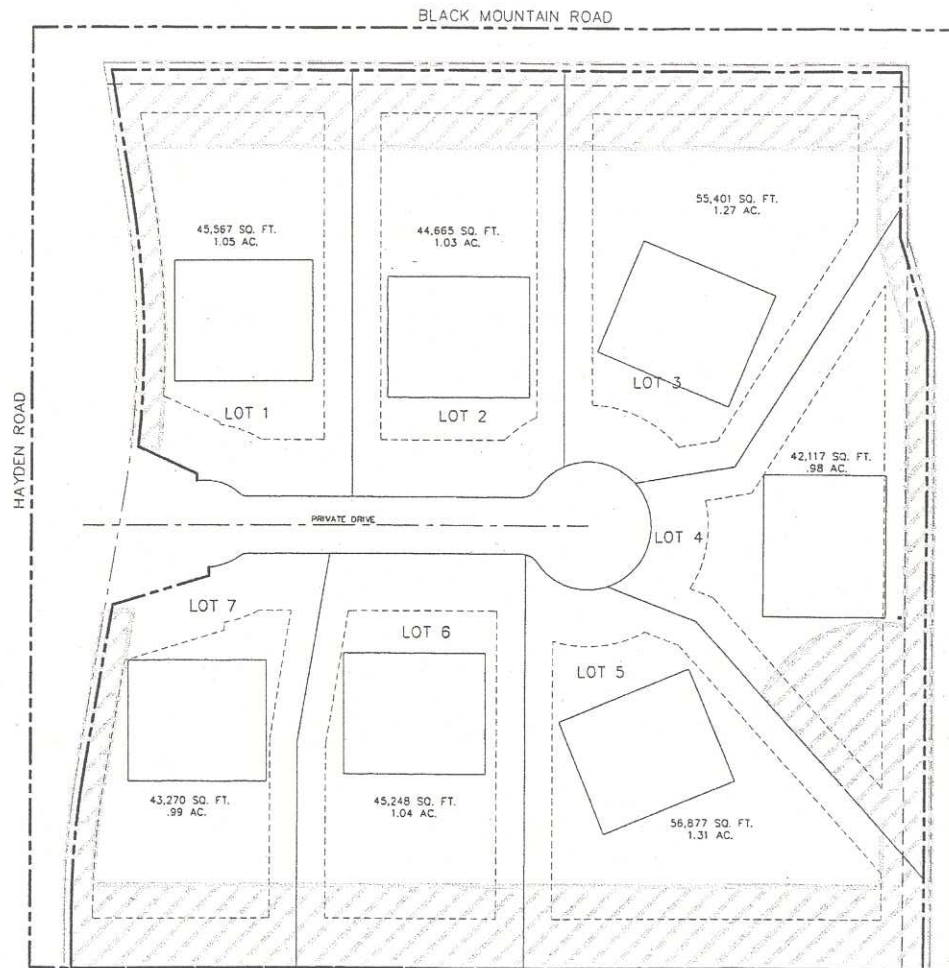 BLACK MOUNTAIN ROAD
55,401 SQ. FT.
1.27 AC.
45,567 SQ. FT.
1.05 AC.
44,665 SQ. FT.
1.03 AC.
LOT 3
LOT 1
LOT 2
HAYDEN ROAD
42,117 SQ. FT.
.98 AC.
PRIVATE DRIVE
LOT 4
LOT 7
LOT 6
LOT 5
43,270 SQ. FT.
.99 AC.
45,248 SQ. FT.
1.04 AC.
56,877 SQ. FT.
1.31 AC.